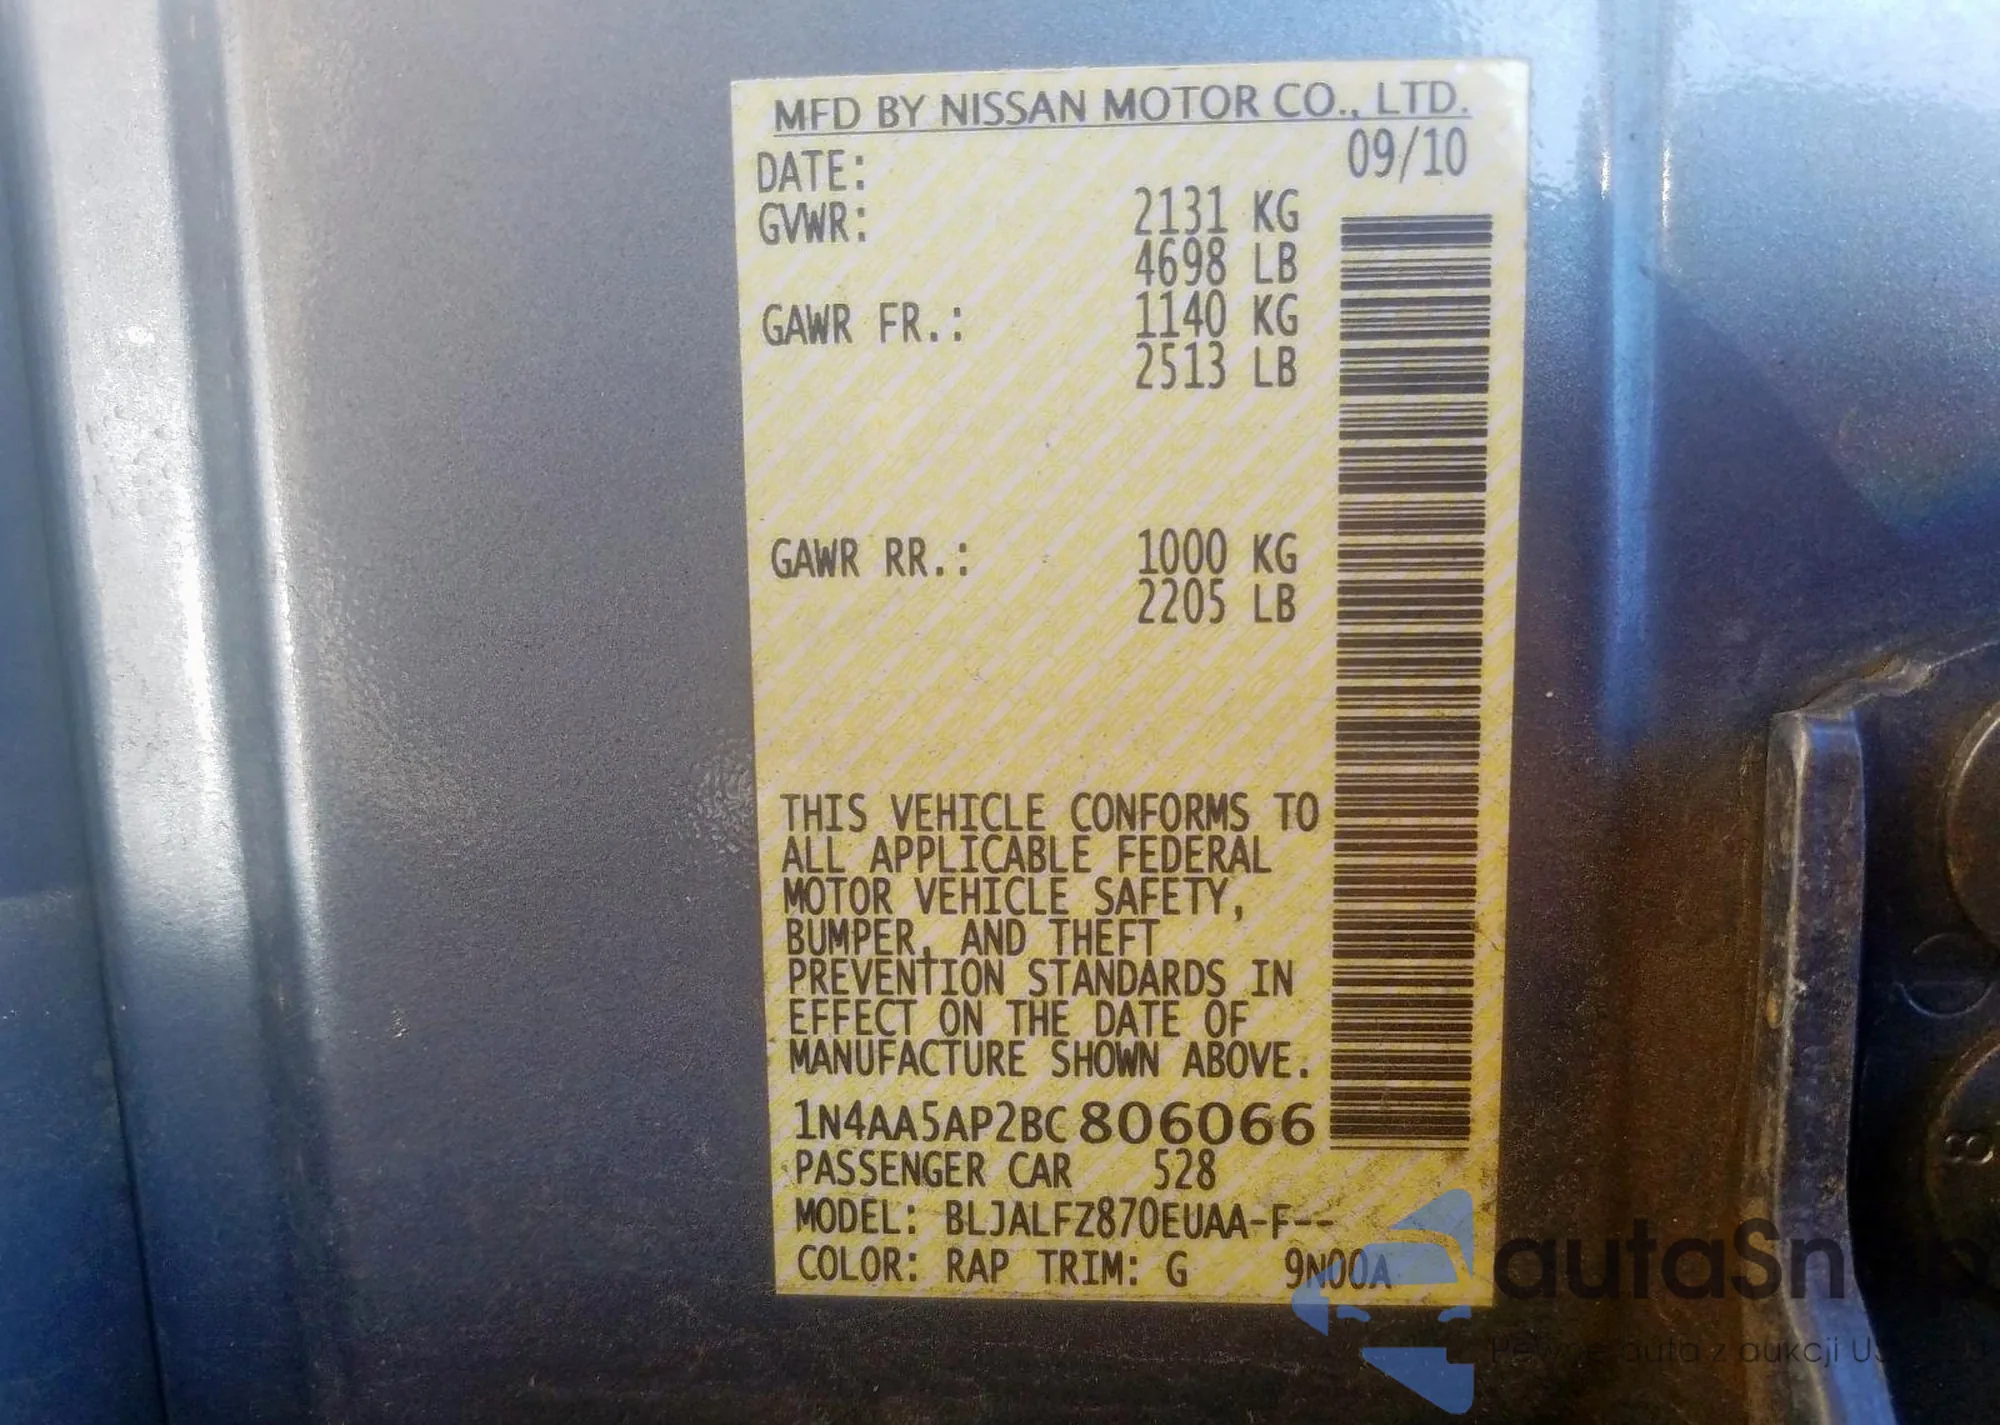 MFD BY NISSAN MOTOR CO., LTD.
DATE: 09/10
GVWR: 2131 KG
4698 LB
GAWR FR.: 1140 KG
2513 LB
GAWR RR.: 1000 KG
2205 LB
THIS VEHICLE CONFORMS TO
ALL APPLICABLE FEDERAL
MOTOR VEHICLE SAFETY,
BUMPER, AND THEFT
PREVENTION STANDARDS IN
EFFECT ON THE DATE OF
MANUFACTURE SHOWN ABOVE.
1N4AA5AP2BC806066
PASSENGER CAR 528
MODEL: BLJALFZ870EUAA-F--
COLOR: RAP TRIM: G 9N00A
8
auta z aukcji